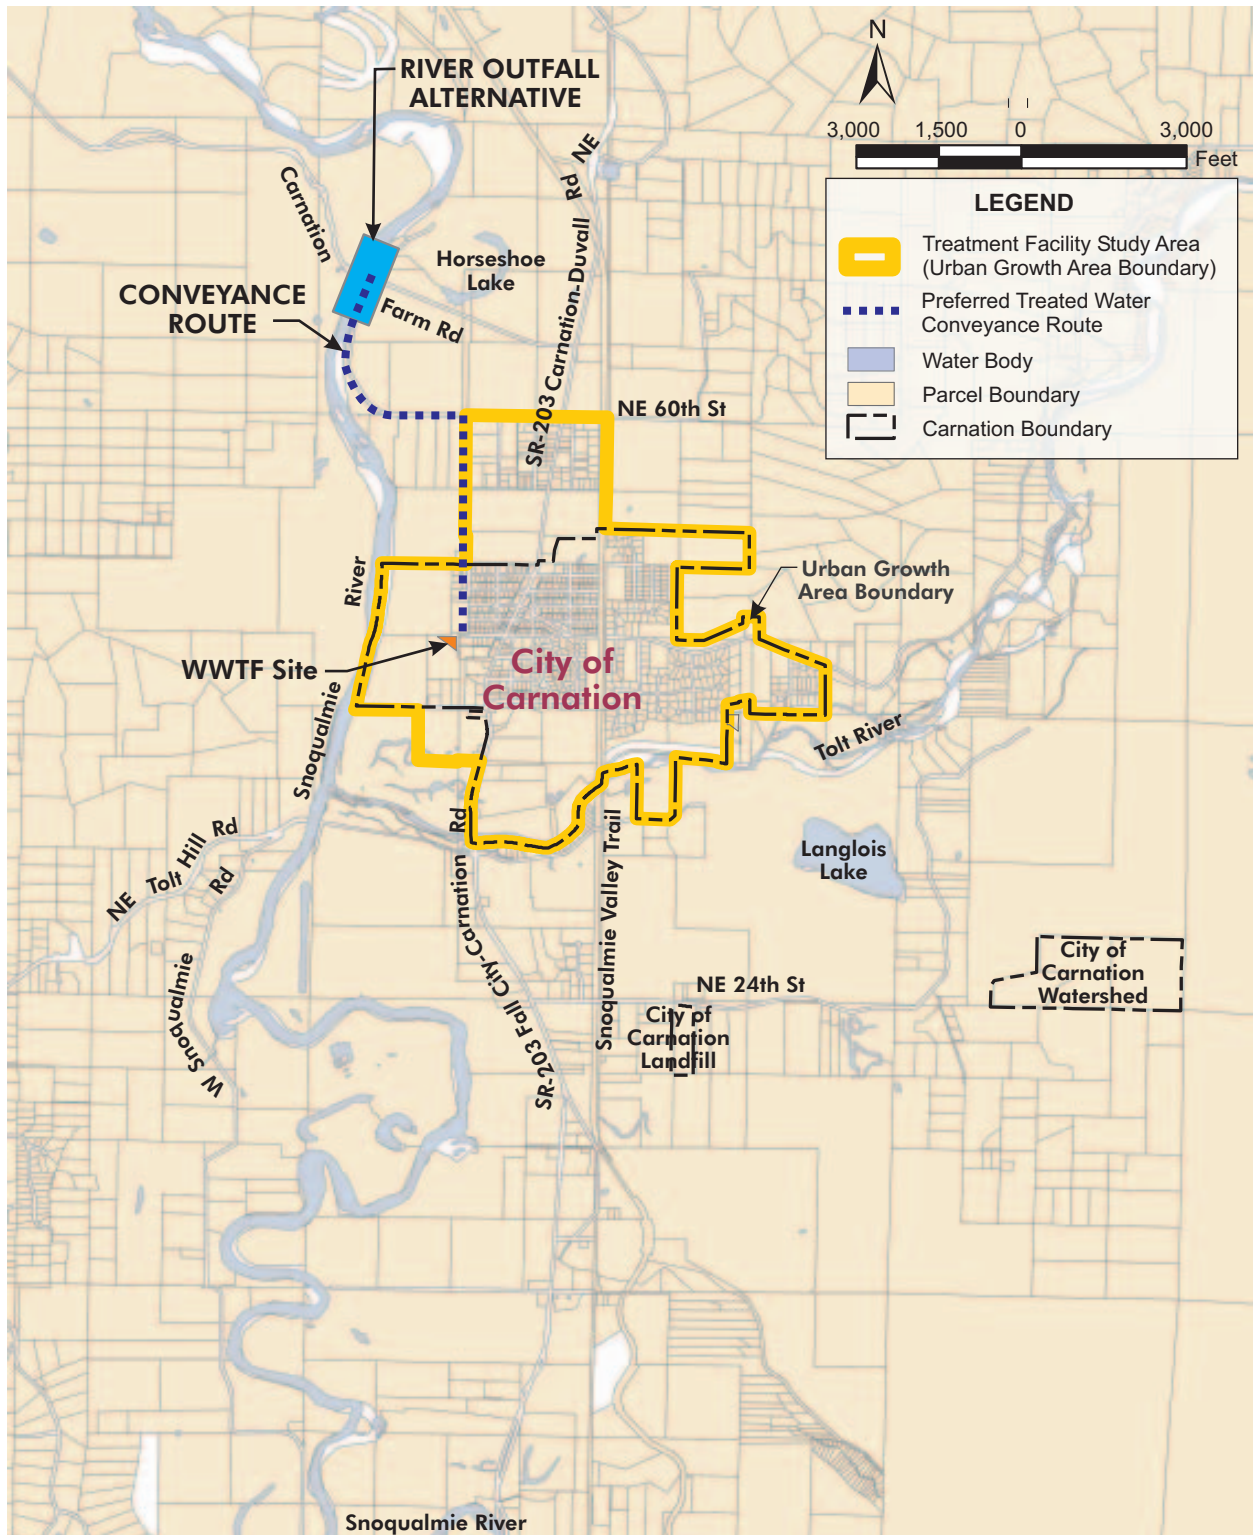 N
3,000 1,500 0 3,000
Feet
RIVER OUTFALL
ALTERNATIVE
LEGEND
Treatment Facility Study Area
(Urban Growth Area Boundary)
Preferred Treated Water
Conveyance Route
Water Body
Parcel Boundary
Carnation Boundary
Carnation
Farm Rd
Horseshoe
Lake
SR-203 Carnation-Duvall Rd NE
CONVEYANCE
ROUTE
NE 60th St
Urban Growth
Area Boundary
WWTF Site
City of
Carnation
Snoqualmie River
Tolt River
NE Tolt Hill Rd
W Snoqualmie Rd
SR-203 Fall City-Carnation Rd
Snoqualmie Valley Trail
Langlois
Lake
City of
Carnation
Watershed
NE 24th St
City of
Carnation
Landfill
Snoqualmie River